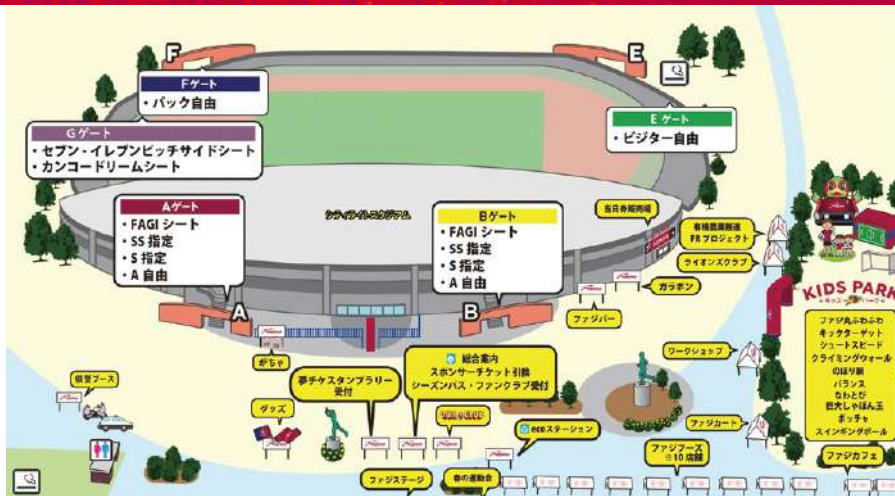 F
E
Fゲート
・バック自由
Gゲート
・セブン‐イレブンピッチサイドシート
・カンコードリームシート
Eゲート
・ビジター自由
Aゲート
・FAGIシート
・SS指定
・S指定
・A自由
シティライトスタジアム
Bゲート
・FAGIシート
・SS指定
・S指定
・A自由
当日券販売場
有機農業推進
PRプロジェクト
ライオンズクラブ
ガラポン
ファジバー
A
B
がちゃ
KIDS PARK
ファジ丸ふわふわ
キックターゲット
シュートスピード
クライミングウォール
のぼり獅
バランス
なわとび
巨大しゃぼん玉
ボッチャ
スインギングポール
ワークショップ
ファジカート
ファジカフェ
夢チケスタンプラリー
受付
総合案内
スポンサーチケット引換
シーズンパス・ファンクラブ受付
グッズ
ecoステーション
ファジフーズ
※10店舗
ファジステージ
春の運動会